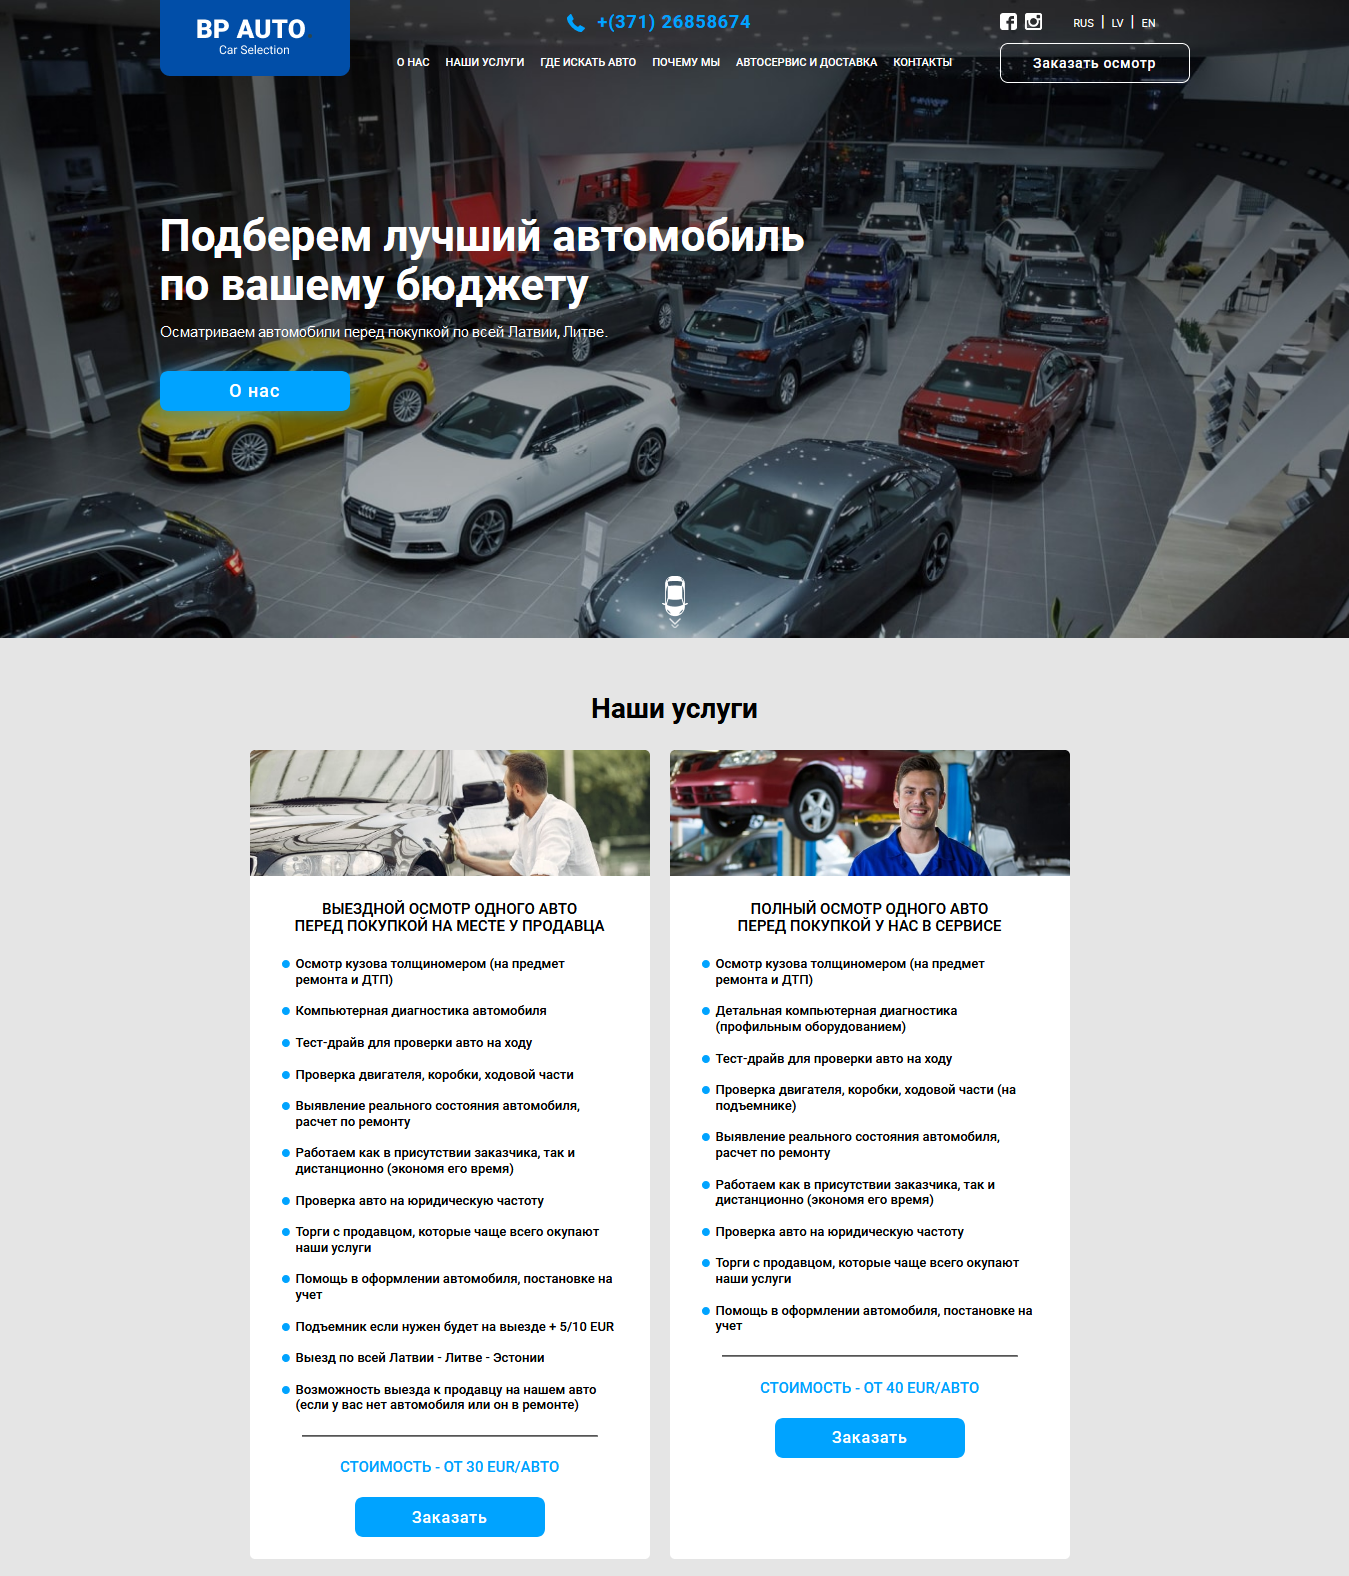 BP AUTO
Car Selection
+(371) 26858674
RUS | LV | EN
О НАС НАШИ УСЛУГИ ГДЕ ИСКАТЬ АВТО ПОЧЕМУ МЫ АВТОСЕРВИС И ДОСТАВКА КОНТАКТЫ
Заказать осмотр
Подберем лучший автомобиль
по вашему бюджету
Осматриваем автомобили перед покупкой по всей Латвии, Литве.
О нас
Наши услуги
ВЫЕЗДНОЙ ОСМОТР ОДНОГО АВТО
ПЕРЕД ПОКУПКОЙ НА МЕСТЕ У ПРОДАВЦА
Осмотр кузова толщиномером (на предмет
ремонта и ДТП)
Компьютерная диагностика автомобиля
Тест-драйв для проверки авто на ходу
Проверка двигателя, коробки, ходовой части
Выявление реального состояния автомобиля,
расчет по ремонту
Работаем как в присутствии заказчика, так и
дистанционно (экономя его время)
Проверка авто на юридическую частоту
Торги с продавцом, которые чаще всего окупают
наши услуги
Помощь в оформлении автомобиля, постановке на
учет
Подъемник если нужен будет на выезде + 5/10 EUR
Выезд по всей Латвии - Литве - Эстонии
Возможность выезда к продавцу на нашем авто
(если у вас нет автомобиля или он в ремонте)
СТОИМОСТЬ - ОТ 30 EUR/АВТО
Заказать
ПОЛНЫЙ ОСМОТР ОДНОГО АВТО
ПЕРЕД ПОКУПКОЙ У НАС В СЕРВИСЕ
Осмотр кузова толщиномером (на предмет
ремонта и ДТП)
Детальная компьютерная диагностика
(профильным оборудованием)
Тест-драйв для проверки авто на ходу
Проверка двигателя, коробки, ходовой части (на
подъемнике)
Выявление реального состояния автомобиля,
расчет по ремонту
Работаем как в присутствии заказчика, так и
дистанционно (экономя его время)
Проверка авто на юридическую частоту
Торги с продавцом, которые чаще всего окупают
наши услуги
Помощь в оформлении автомобиля, постановке на
учет
СТОИМОСТЬ - ОТ 40 EUR/АВТО
Заказать